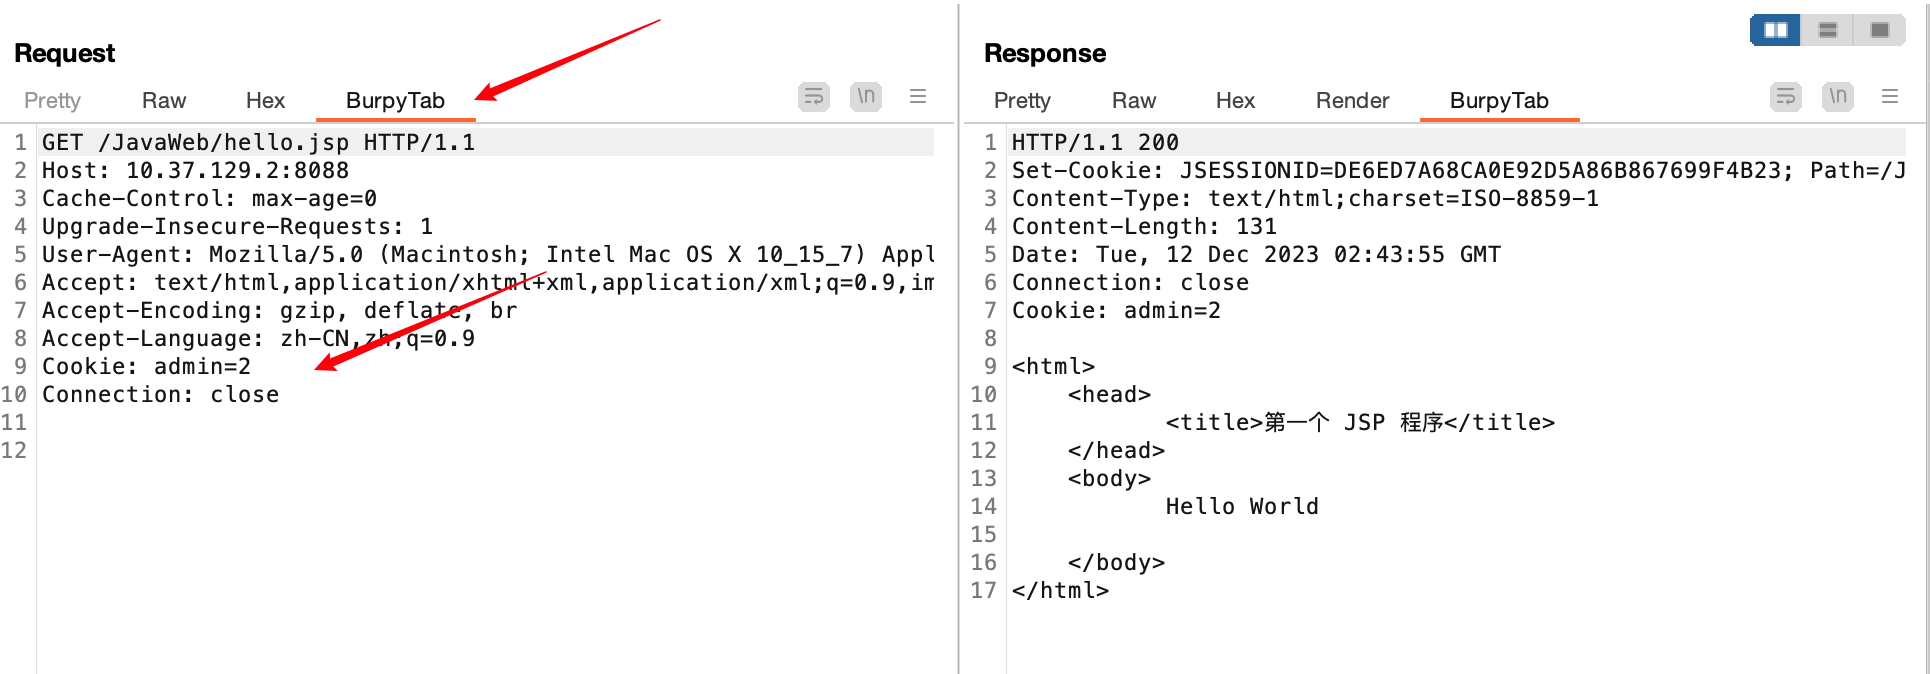 Request
Pretty Raw Hex BurpyTab \n
1 GET /JavaWeb/hello.jsp HTTP/1.1
2 Host: 10.37.129.2:8088
3 Cache-Control: max-age=0
4 Upgrade-Insecure-Requests: 1
5 User-Agent: Mozilla/5.0 (Macintosh; Intel Mac OS X 10_15_7) Appl
6 Accept: text/html,application/xhtml+xml,application/xml;q=0.9,im
7 Accept-Encoding: gzip, deflate, br
8 Accept-Language: zh-CN,zh;q=0.9
9 Cookie: admin=2
10 Connection: close
11
12
Response
Pretty Raw Hex Render BurpyTab \n
1 HTTP/1.1 200
2 Set-Cookie: JSESSIONID=DE6ED7A68CA0E92D5A86B867699F4B23; Path=/J
3 Content-Type: text/html;charset=ISO-8859-1
4 Content-Length: 131
5 Date: Tue, 12 Dec 2023 02:43:55 GMT
6 Connection: close
7 Cookie: admin=2
8
9 <html>
10 <head>
11 <title>第一个 JSP 程序</title>
12 </head>
13 <body>
14 Hello World
15
16 </body>
17 </html>